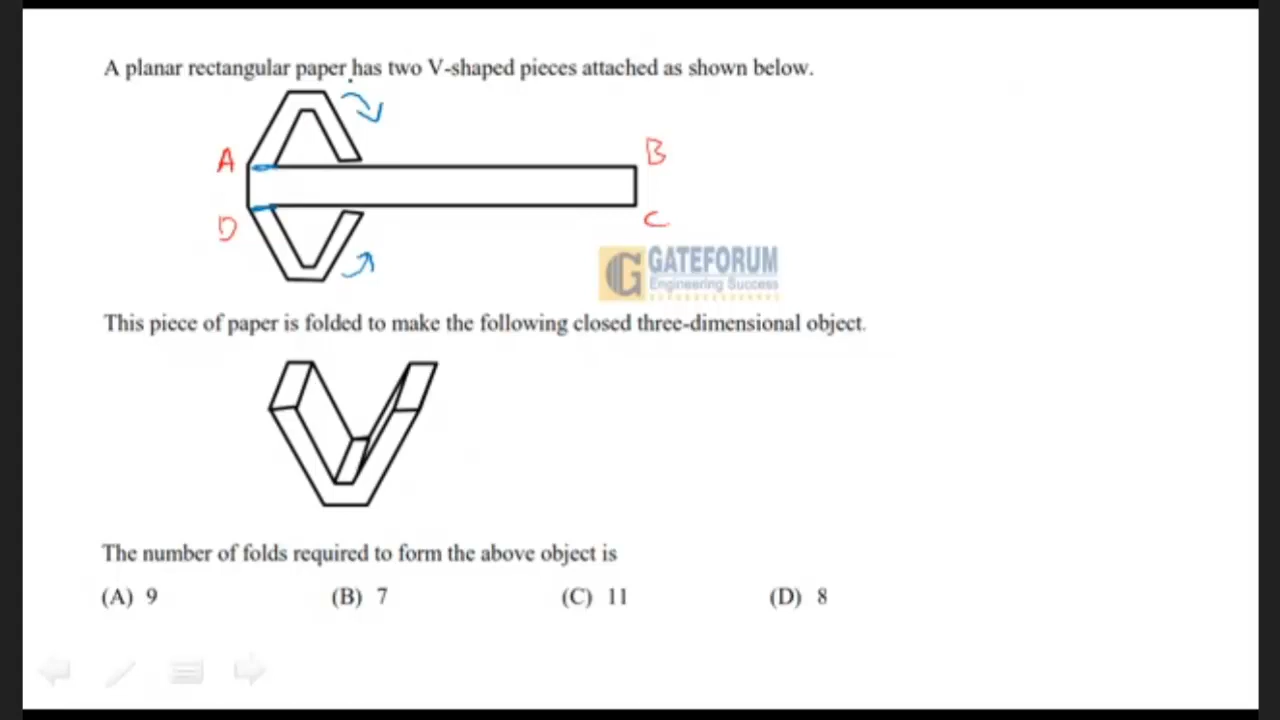 A planar rectangular paper has two V-shaped pieces attached as shown below.
A
B
D
C
GATEFORUM
Engineering Success
This piece of paper is folded to make the following closed three-dimensional object.
The number of folds required to form the above object is
(A) 9 (B) 7 (C) 11 (D) 8